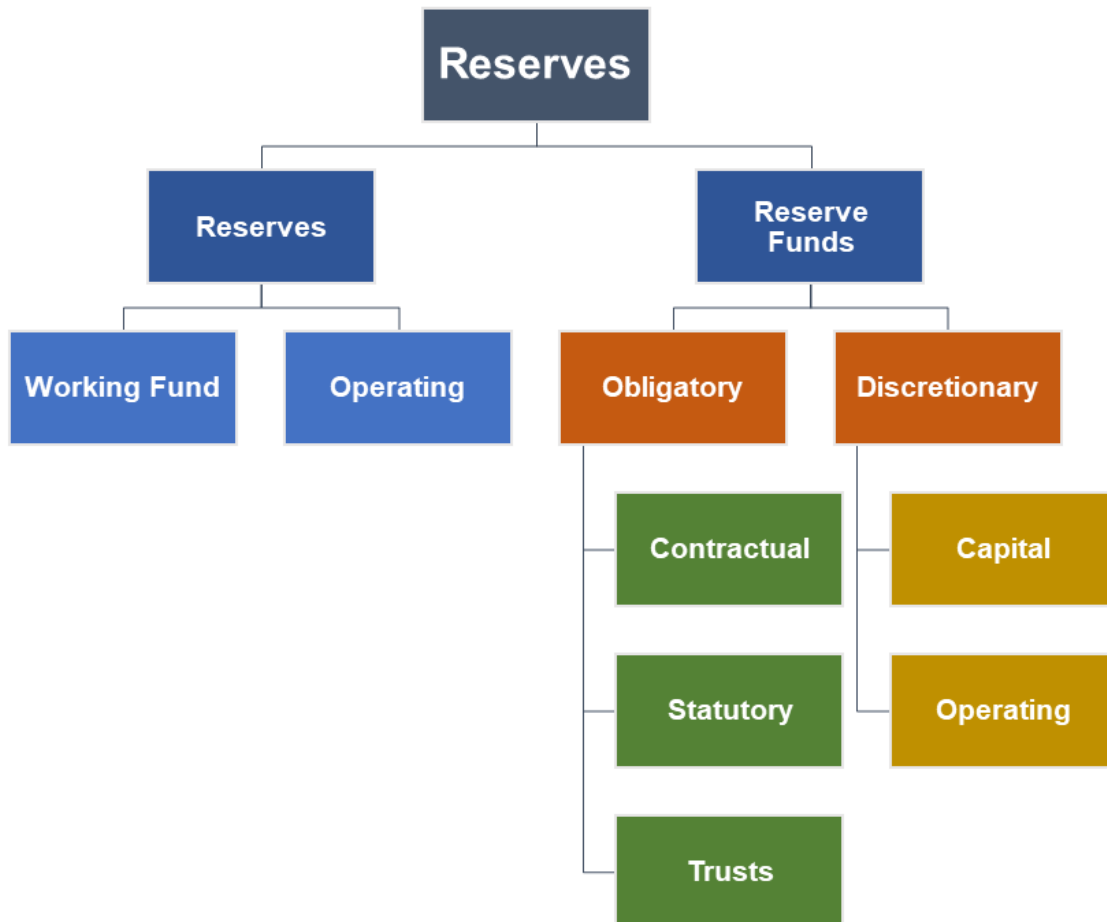 Reserves
Reserves
Reserve
Funds
Working Fund
Operating
Obligatory
Discretionary
Contractual
Capital
Statutory
Operating
Trusts